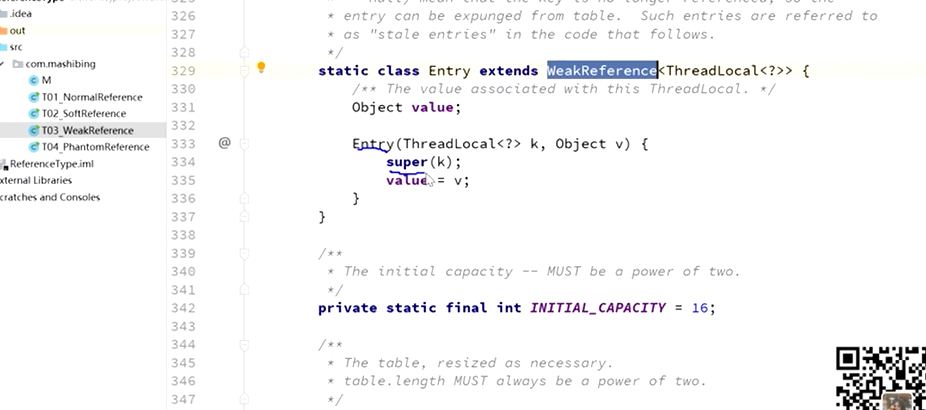 .idea
out
src
com.mashibing
M
T01_NormalReference
T02_SoftReference
T03_WeakReference
T04_PhantomReference
ReferenceType.iml
xternal Libraries
cratches and Consoles
326 * entry can be expunged from table. Such entries are referred to
327 * as "stale entries" in the code that follows.
328 */
329 static class Entry extends WeakReference<ThreadLocal<?>> {
330 /** The value associated with this ThreadLocal. */
331 Object value;
332
333 @ Entry(ThreadLocal<?> k, Object v) {
334 super(k);
335 value = v;
336 }
337 }
338
339 /**
340 * The initial capacity -- MUST be a power of two.
341 */
342 private static final int INITIAL_CAPACITY = 16;
343
344 /**
345 * The table, resized as necessary.
346 * table.length MUST always be a power of two.
347 */